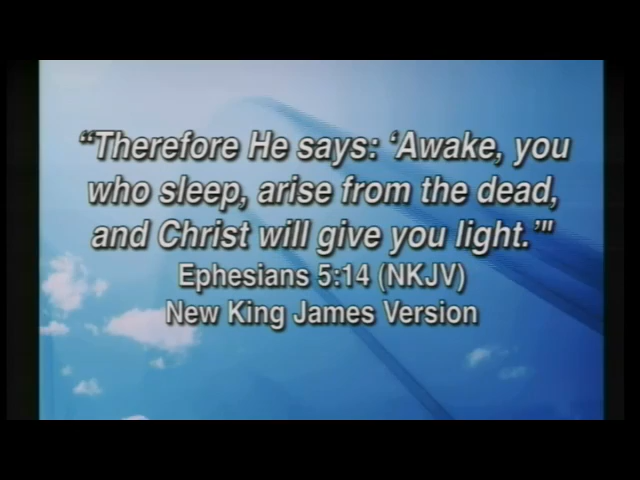 “Therefore He says: ‘Awake, you
who sleep, arise from the dead,
and Christ will give you light.’"
Ephesians 5:14 (NKJV)
New King James Version